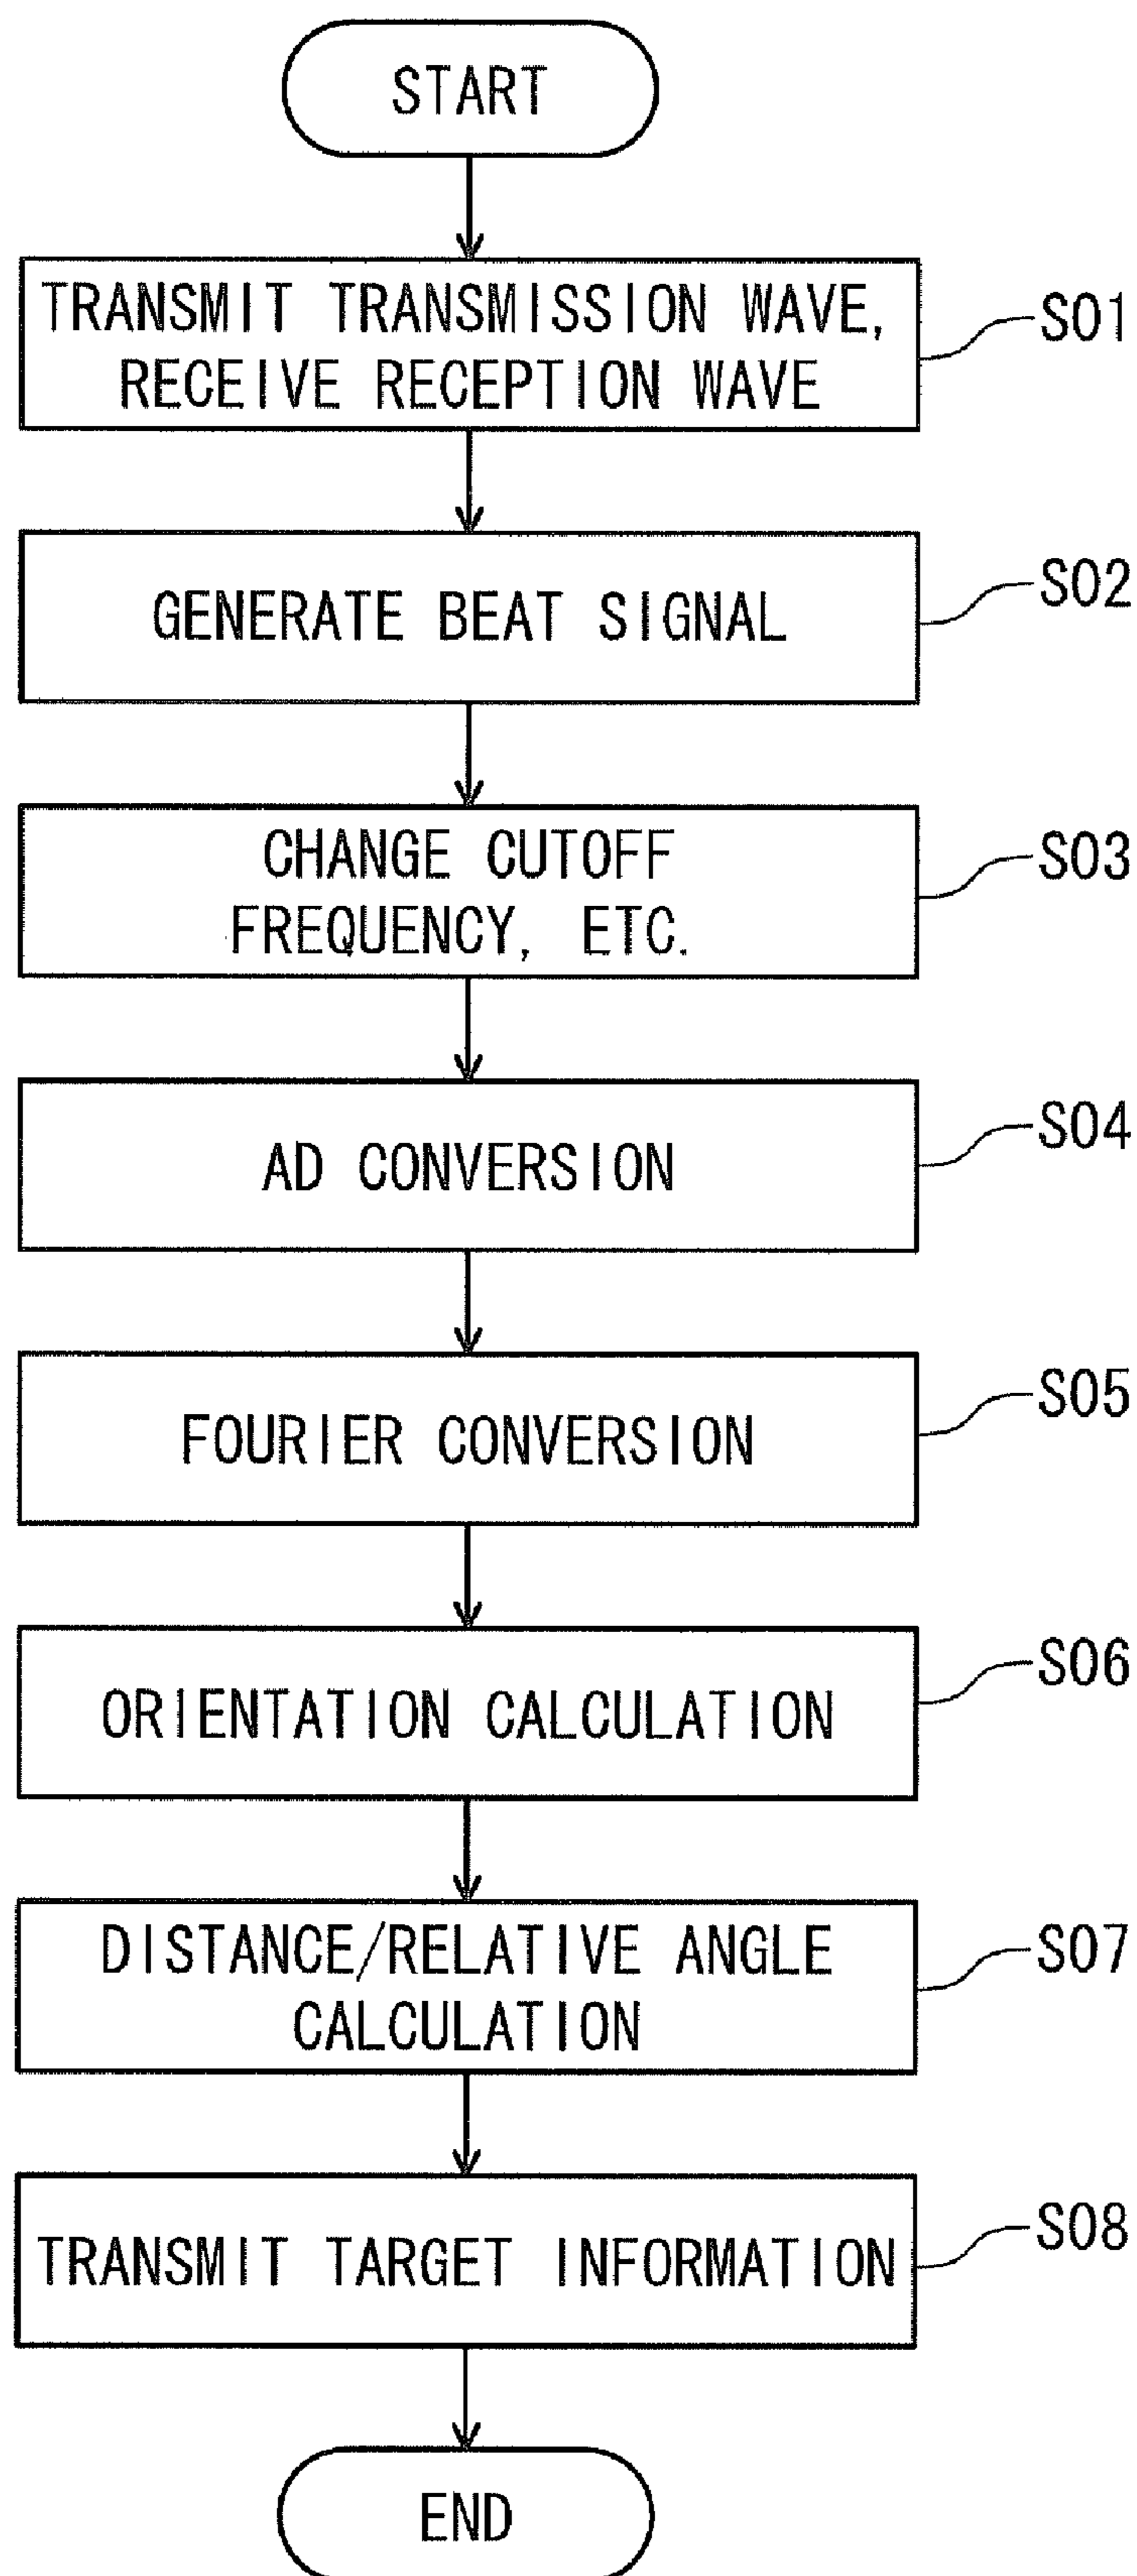 START
TRANSMIT TRANSMISSION WAVE,
RECEIVE RECEPTION WAVE
S01
GENERATE BEAT SIGNAL
S02
CHANGE CUTOFF
FREQUENCY, ETC.
S03
AD CONVERSION
S04
FOURIER CONVERSION
S05
ORIENTATION CALCULATION
S06
DISTANCE/RELATIVE ANGLE
CALCULATION
S07
TRANSMIT TARGET INFORMATION
S08
END